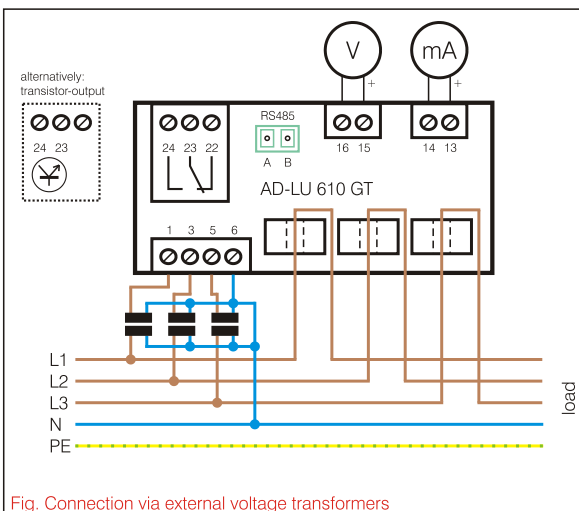 V
mA
+
+
alternatively:
transistor-output
24 23
24 23 22
RS485
A B
16 15
14 13
AD-LU 610 GT
1 3 5 6
L1
L2
L3
N
PE
load
Fig. Connection via external voltage transformers